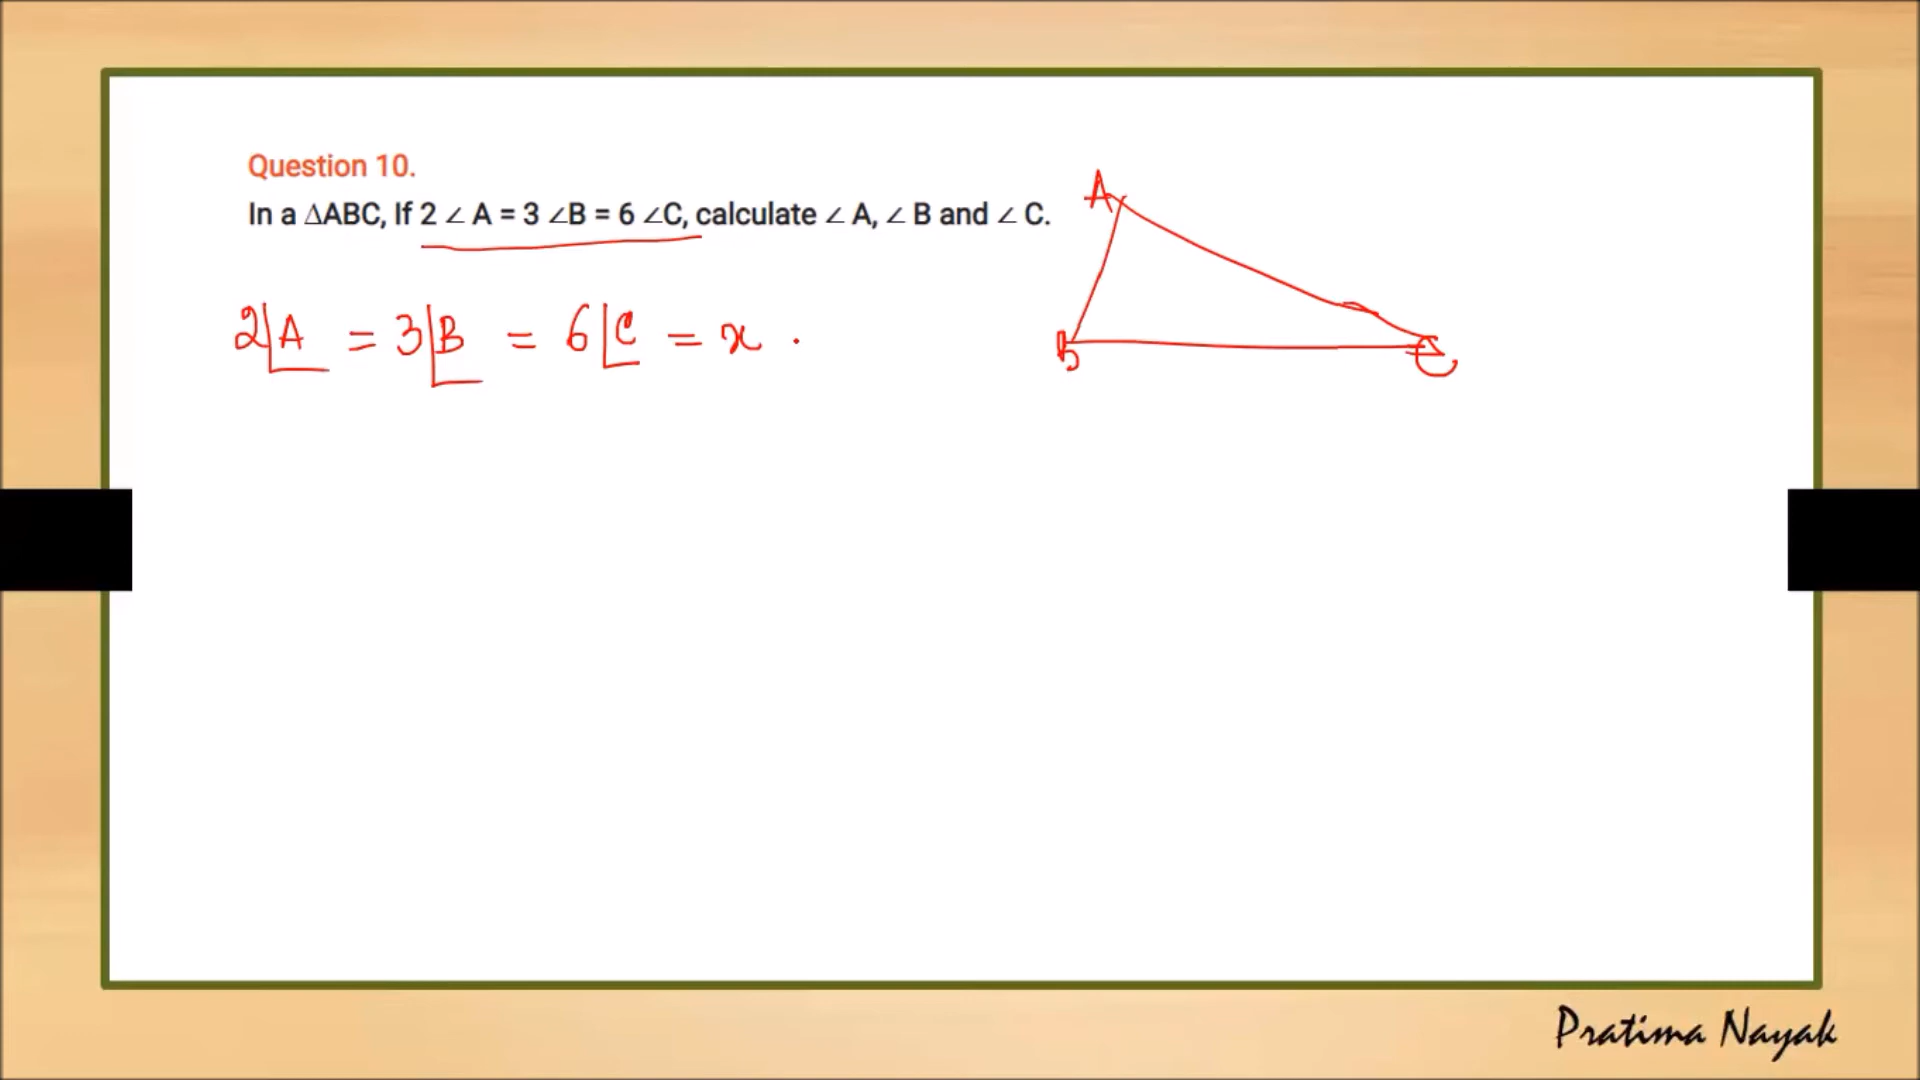 Question 10.
In a ΔABC, If 2 ∠ A = 3 ∠B = 6 ∠C, calculate ∠ A, ∠ B and ∠ C.
2∠A = 3∠B = 6∠C = x .
A
B
C
Pratima Nayak